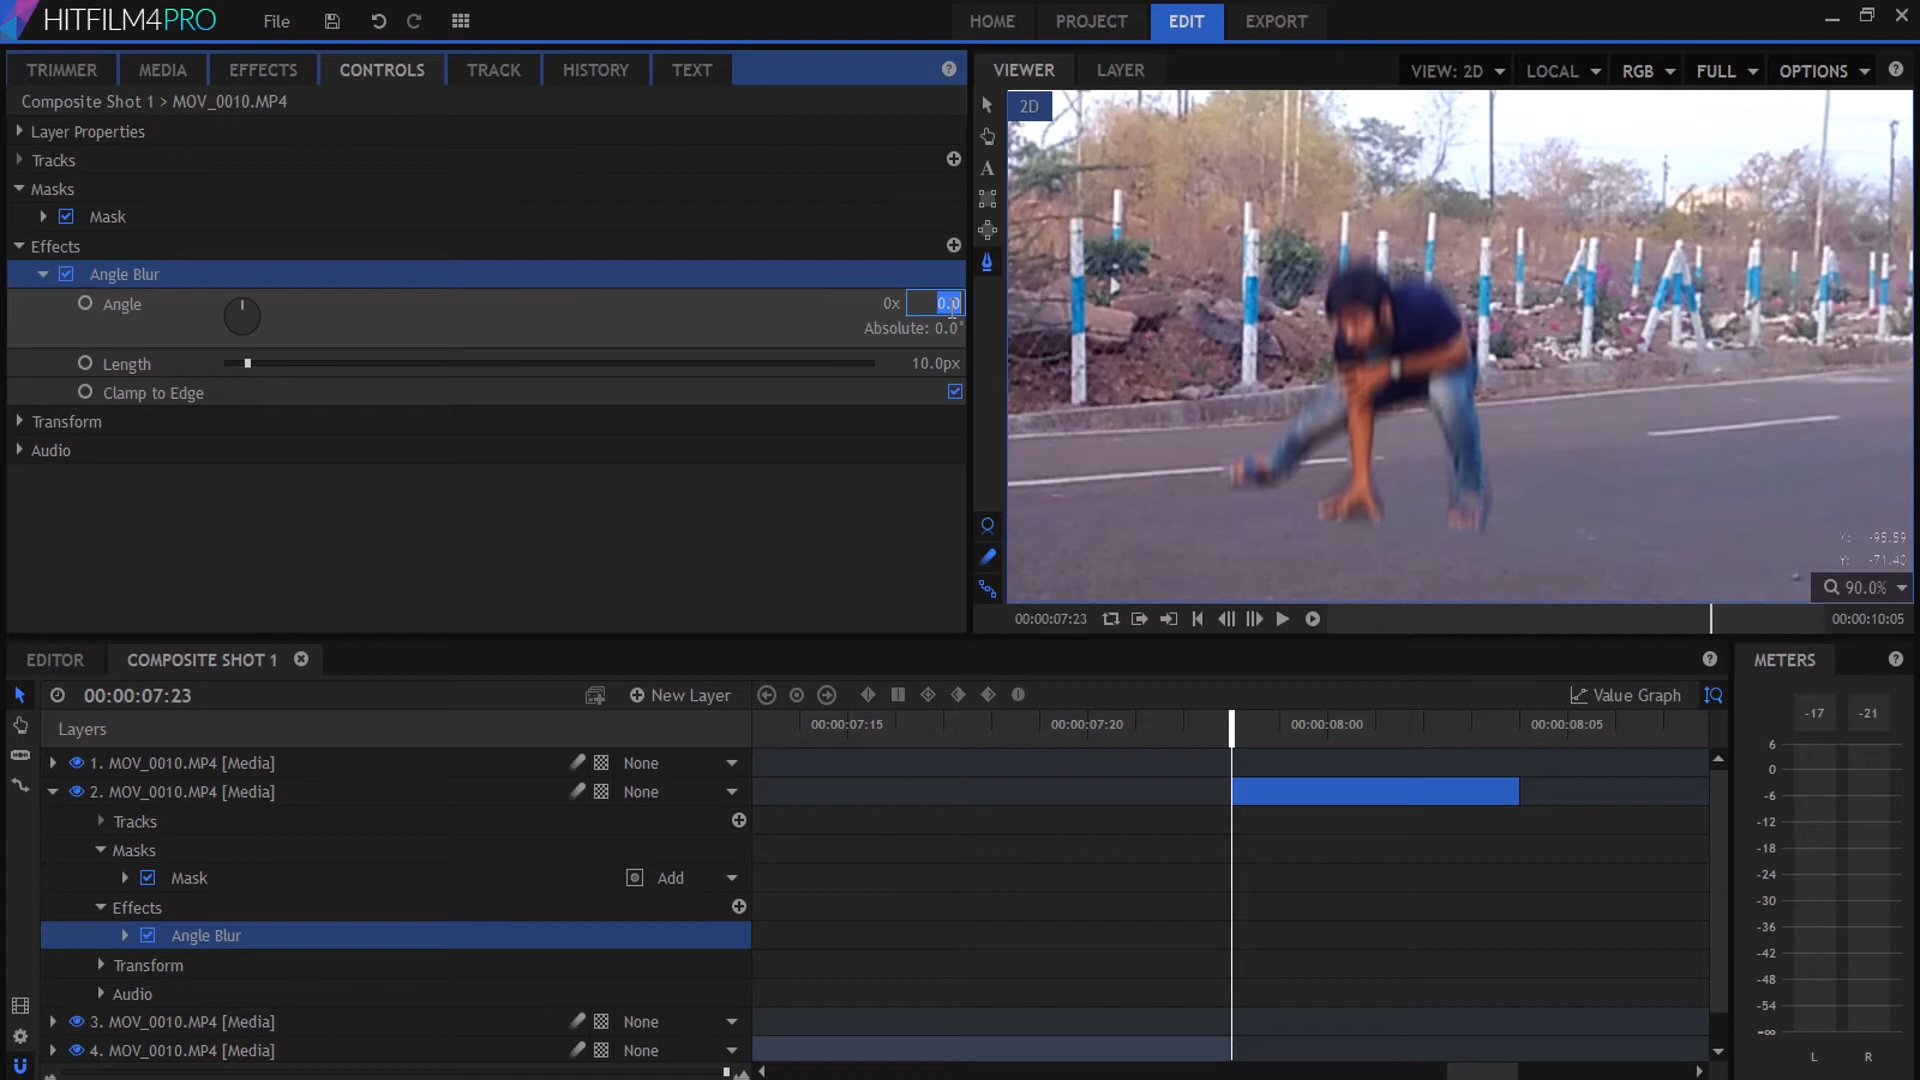 HITFILM4PRO
File
HOME
PROJECT
EDIT
EXPORT
TRIMMER
MEDIA
EFFECTS
CONTROLS
TRACK
HISTORY
TEXT
VIEWER
LAYER
VIEW: 2D
LOCAL
RGB
FULL
OPTIONS
Composite Shot 1 > MOV_0010.MP4
Layer Properties
Tracks
Masks
Mask
Effects
Angle Blur
Angle
0x
0.0
Absolute: 0.0°
Length
10.0px
Clamp to Edge
Transform
Audio
2D
A
X: -95.59
Y: -71.40
90.0%
00:00:07:23
00:00:10:05
EDITOR
COMPOSITE SHOT 1
METERS
00:00:07:23
New Layer
Value Graph
-17
-21
Layers
00:00:07:15
00:00:07:20
00:00:08:00
00:00:08:05
1. MOV_0010.MP4 [Media]
None
2. MOV_0010.MP4 [Media]
None
Tracks
Masks
Mask
Add
Effects
Angle Blur
Transform
Audio
3. MOV_0010.MP4 [Media]
None
4. MOV_0010.MP4 [Media]
None
6
0
-6
-12
-18
-24
-30
-36
-42
-48
-54
-∞
L
R